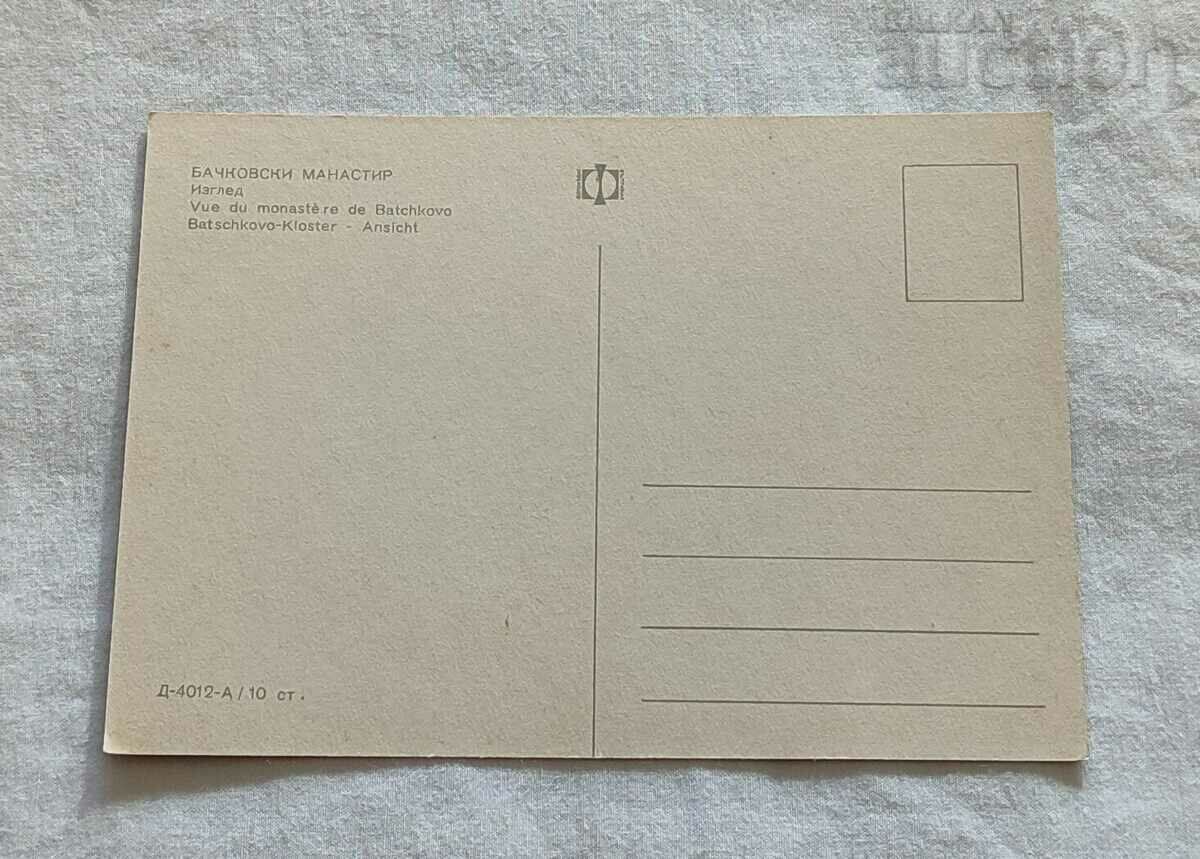 БАЧКОВСКИ МАНАСТИР
Изглед
Vue du monastère de Batchkovo
Batschkovo-Kloster - Ansicht
Д-4012-А / 10 ст.